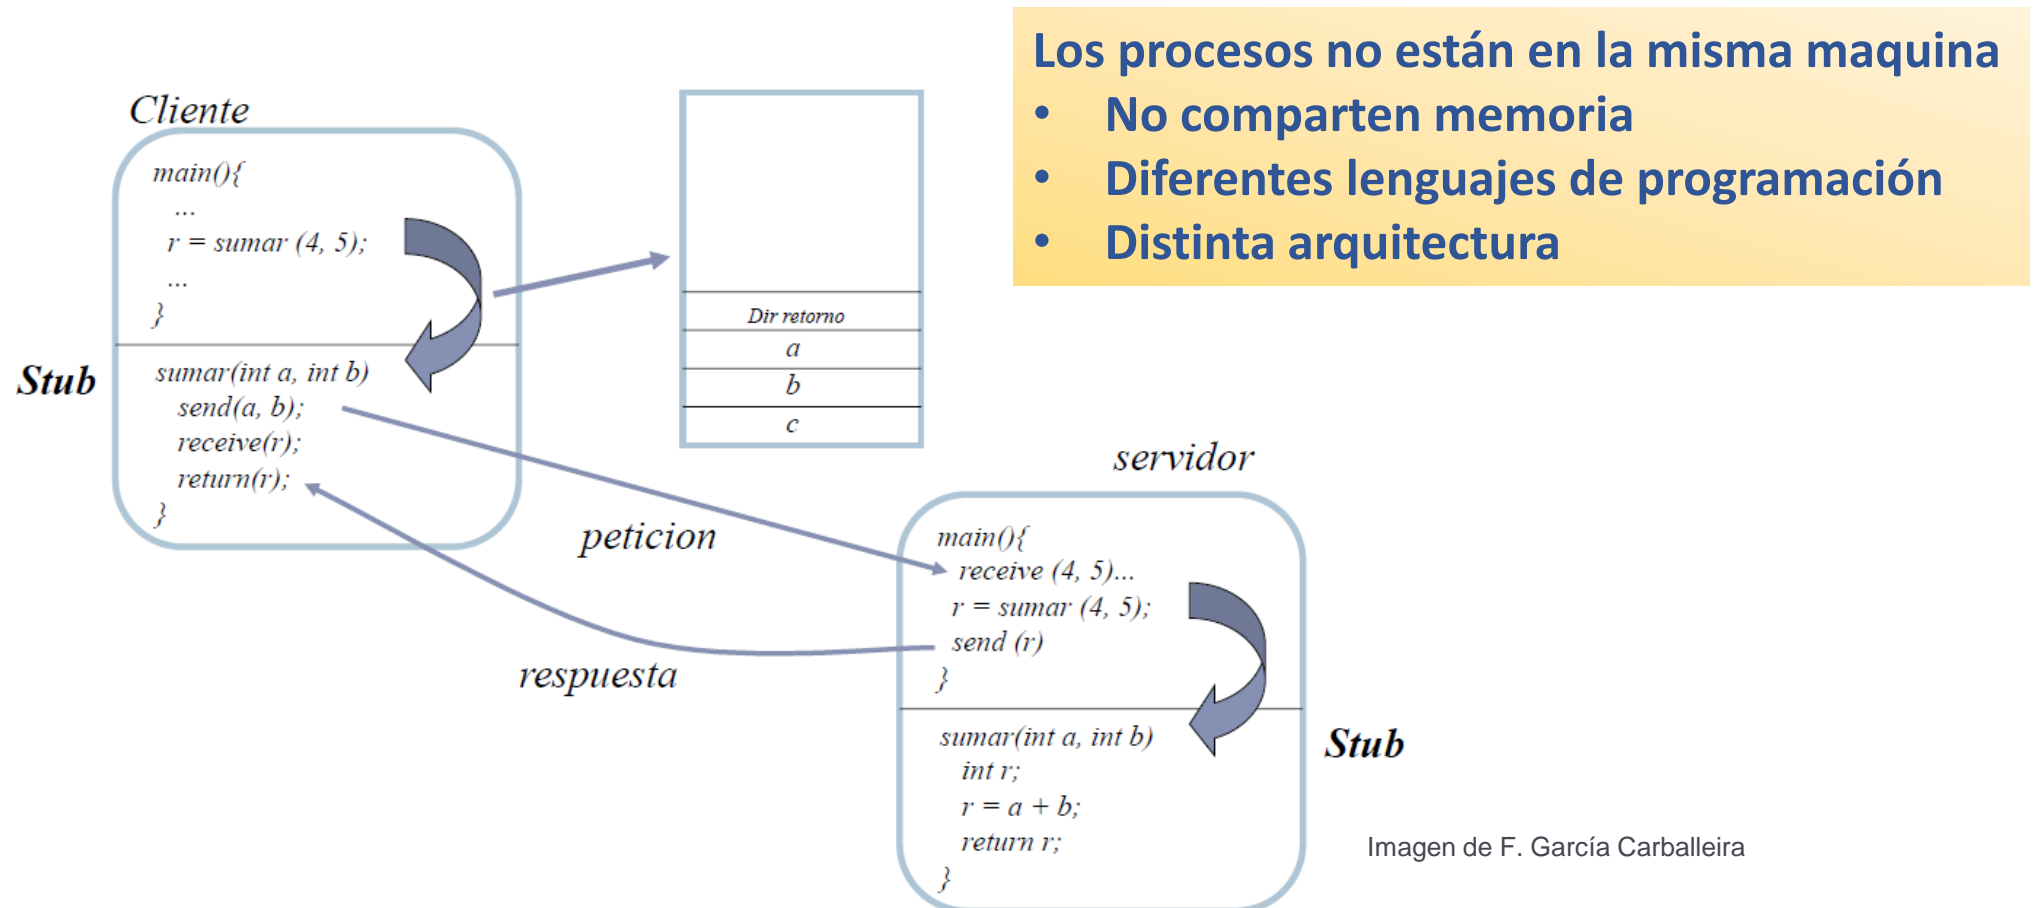 Los procesos no están en la misma maquina
• No comparten memoria
• Diferentes lenguajes de programación
• Distinta arquitectura
Cliente
main(){
...
r = sumar (4, 5);
...
}
Stub
sumar(int a, int b)
send(a, b);
receive(r);
return(r);
}
Dir retorno
a
b
c
peticion
respuesta
servidor
main(){
receive (4, 5)...
r = sumar (4, 5);
send (r)
}
sumar(int a, int b)
int r;
r = a + b;
return r;
}
Stub
Imagen de F. García Carballeira